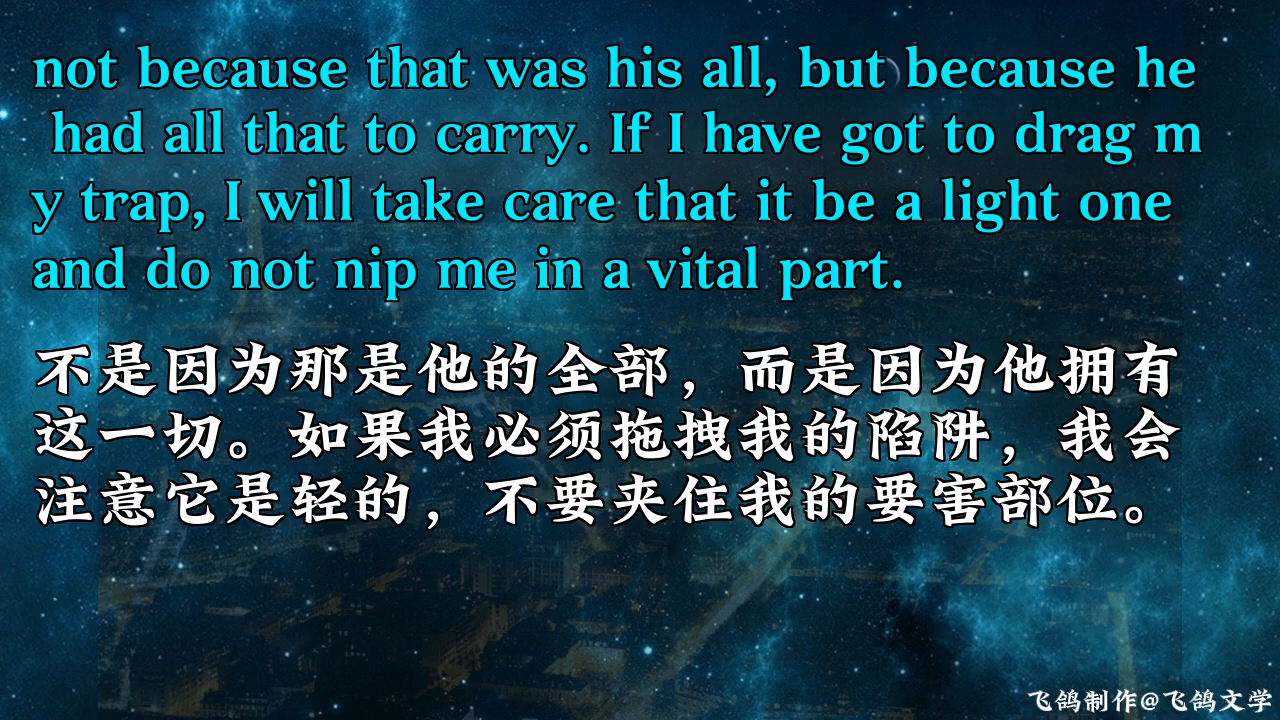 not because that was his all, but because he
had all that to carry. If I have got to drag m
y trap, I will take care that it be a light one
and do not nip me in a vital part.
不是因为那是他的全部，而是因为他拥有
这一切。如果我必须拖拽我的陷阱，我会
注意它是轻的，不要夹住我的要害部位。
飞鸽制作@飞鸽文学